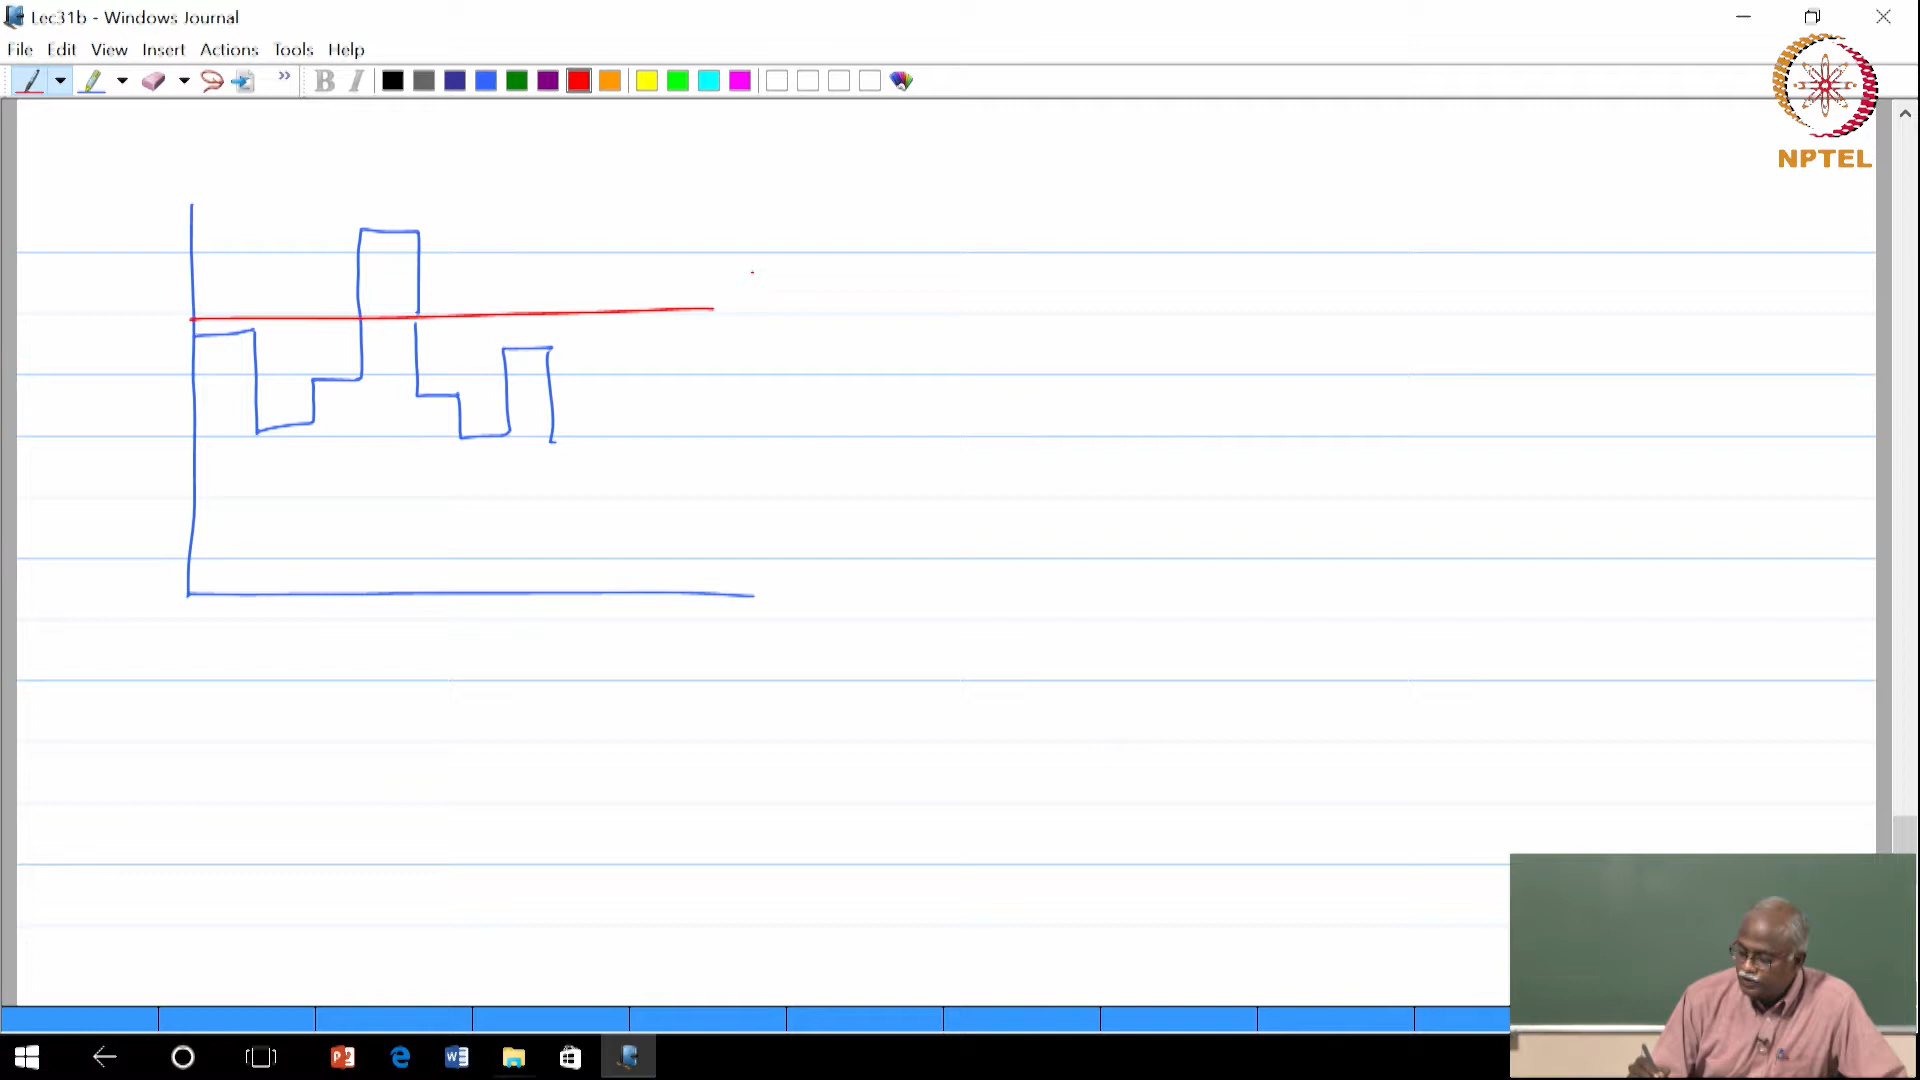 Lec31b - Windows Journal
File Edit View Insert Actions Tools Help
B I
NPTEL